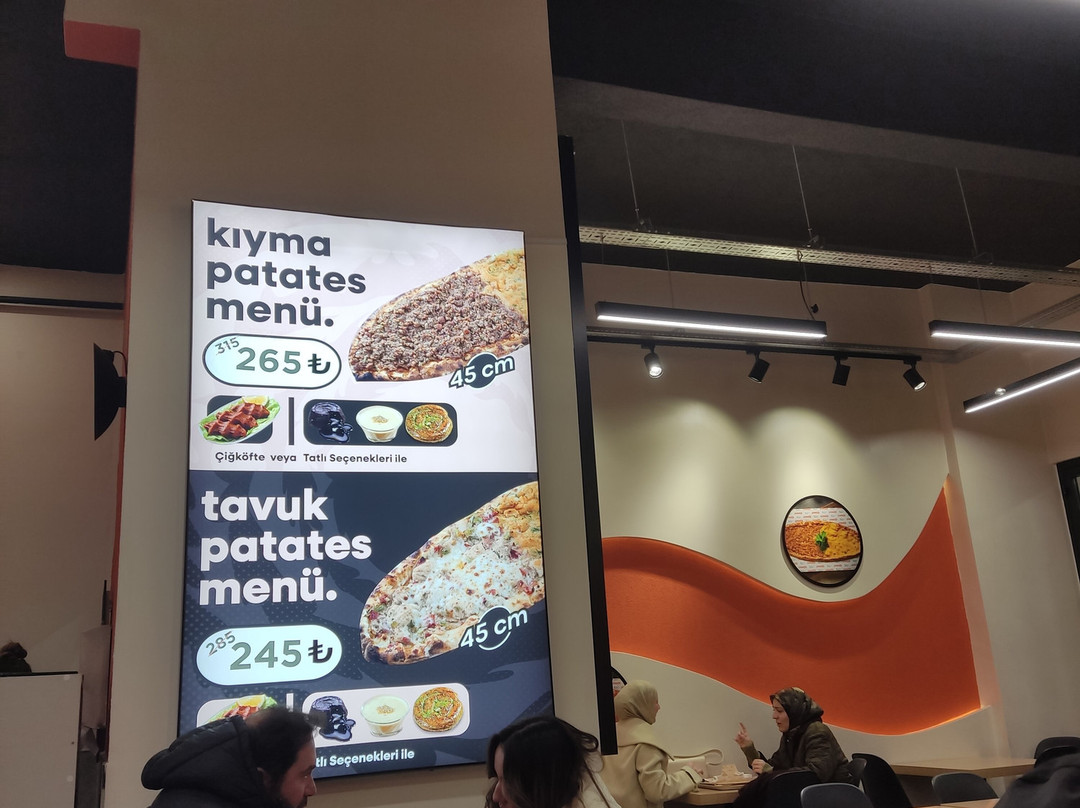 kıyma
patates
menü.
315
265 ₺
45 cm
Çiğköfte veya Tatlı Seçenekleri ile
tavuk
patates
menü.
285
245 ₺
45 cm
Seçenekleri ile